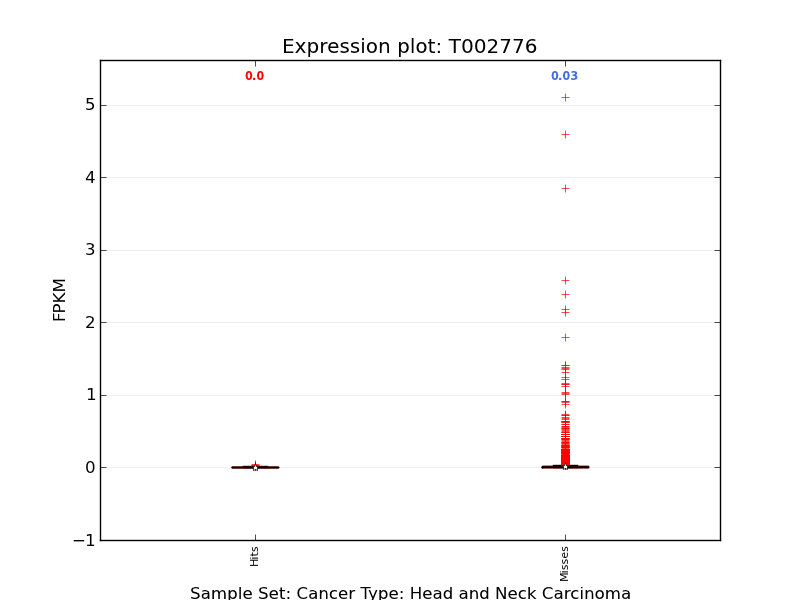 Expression plot: T002776
0.0
0.03
5
4
3
2
1
0
−1
FPKM
Hits
Misses
Sample Set: Cancer Type: Head and Neck Carcinoma